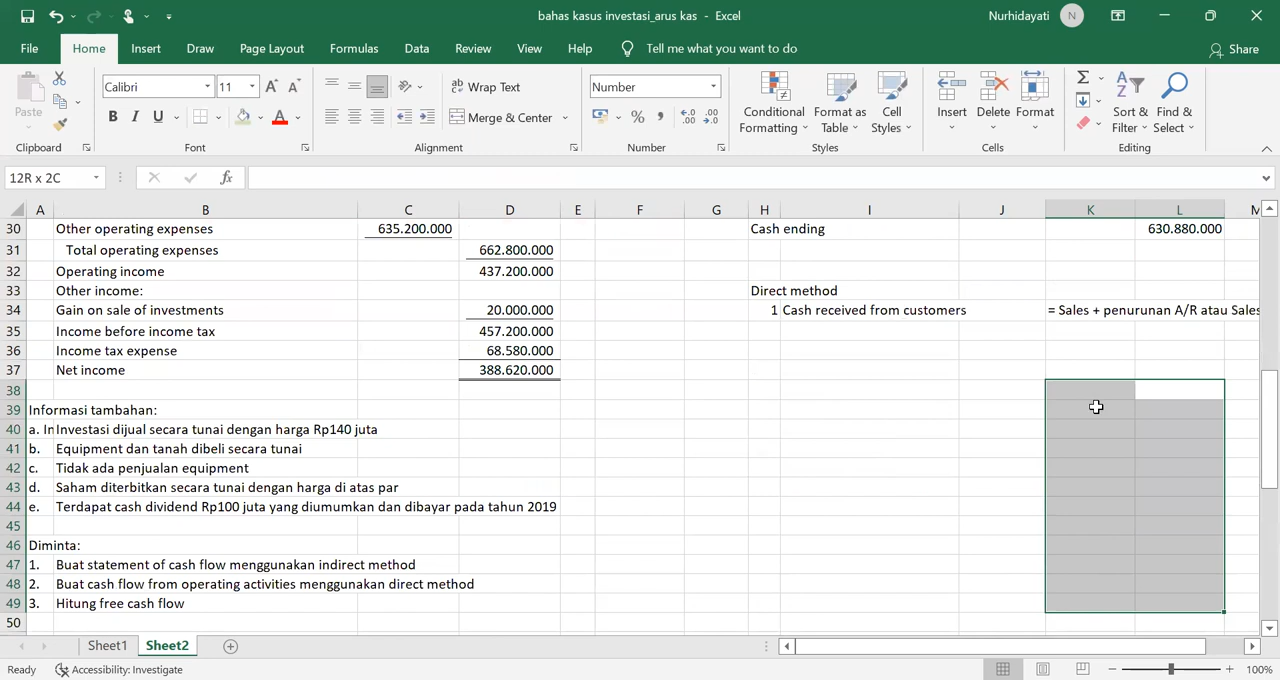 bahas kasus investasi_arus kas - Excel
Nurhidayati N
File Home Insert Draw Page Layout Formulas Data Review View Help Tell me what you want to do Share
Paste
Clipboard
Calibri 11 A A
B I U A
Font
Wrap Text
Merge & Center
Alignment
Number
% ,
Number
Conditional Formatting
Format as Table
Cell Styles
Styles
Insert Delete Format
Cells
Sort & Filter
Find & Select
Editing
12R x 2C fx
A B C D E F G H I J K L M
30 Other operating expenses 635.200.000 Cash ending 630.880.000
31 Total operating expenses 662.800.000
32 Operating income 437.200.000
33 Other income: Direct method
34 Gain on sale of investments 20.000.000 1 Cash received from customers = Sales + penurunan A/R atau Sales
35 Income before income tax 457.200.000
36 Income tax expense 68.580.000
37 Net income 388.620.000
38
39 Informasi tambahan:
40 a. In Investasi dijual secara tunai dengan harga Rp140 juta
41 b. Equipment dan tanah dibeli secara tunai
42 c. Tidak ada penjualan equipment
43 d. Saham diterbitkan secara tunai dengan harga di atas par
44 e. Terdapat cash dividend Rp100 juta yang diumumkan dan dibayar pada tahun 2019
45
46 Diminta:
47 1. Buat statement of cash flow menggunakan indirect method
48 2. Buat cash flow from operating activities menggunakan direct method
49 3. Hitung free cash flow
50
Sheet1 Sheet2
Ready Accessibility: Investigate 100%